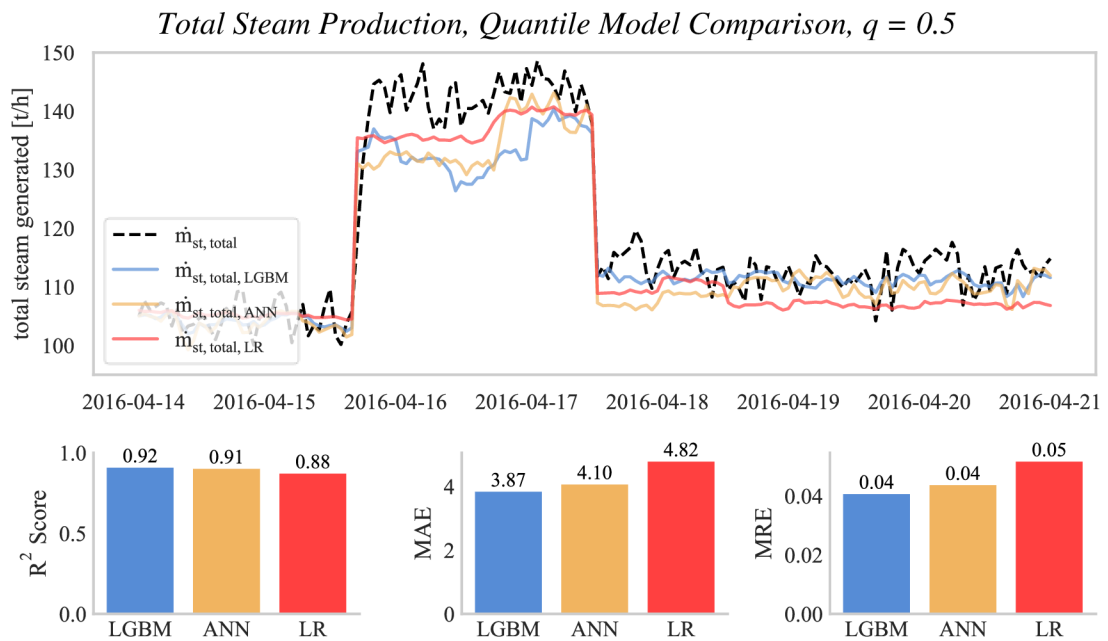 Total Steam Production, Quantile Model Comparison, q = 0.5
total steam generated [t/h]
150
140
130
120
110
100
ṁst, total
ṁst, total, LGBM
ṁst, total, ANN
ṁst, total, LR
2016-04-14 2016-04-15 2016-04-16 2016-04-17 2016-04-18 2016-04-19 2016-04-20 2016-04-21
R² Score
1.0
0.5
0.0
0.92 0.91 0.88
LGBM ANN LR
MAE
4
2
0
3.87 4.10 4.82
LGBM ANN LR
MRE
0.04
0.02
0.00
0.04 0.04 0.05
LGBM ANN LR